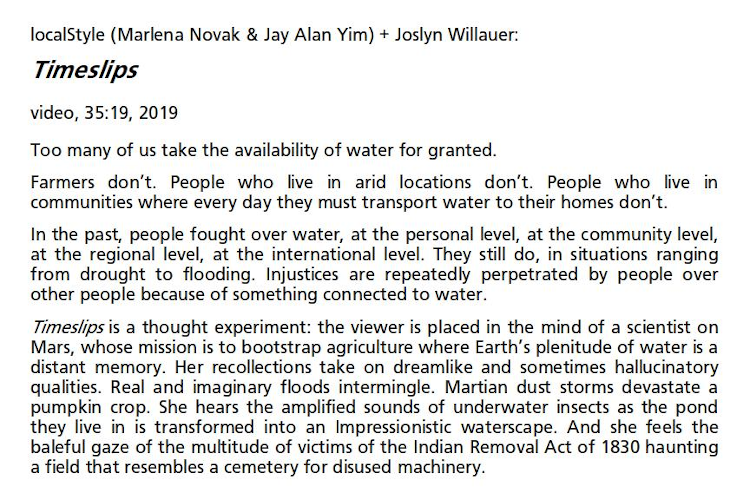 localStyle (Marlena Novak & Jay Alan Yim) + Joslyn Willauer:
Timeslips
video, 35:19, 2019
Too many of us take the availability of water for granted.
Farmers don't. People who live in arid locations don't. People who live in
communities where every day they must transport water to their homes don't.
In the past, people fought over water, at the personal level, at the community level,
at the regional level, at the international level. They still do, in situations ranging
from drought to flooding. Injustices are repeatedly perpetrated by people over
other people because of something connected to water.
Timeslips is a thought experiment: the viewer is placed in the mind of a scientist on
Mars, whose mission is to bootstrap agriculture where Earth's plenitude of water is a
distant memory. Her recollections take on dreamlike and sometimes hallucinatory
qualities. Real and imaginary floods intermingle. Martian dust storms devastate a
pumpkin crop. She hears the amplified sounds of underwater insects as the pond
they live in is transformed into an Impressionistic waterscape. And she feels the
baleful gaze of the multitude of victims of the Indian Removal Act of 1830 haunting
a field that resembles a cemetery for disused machinery.